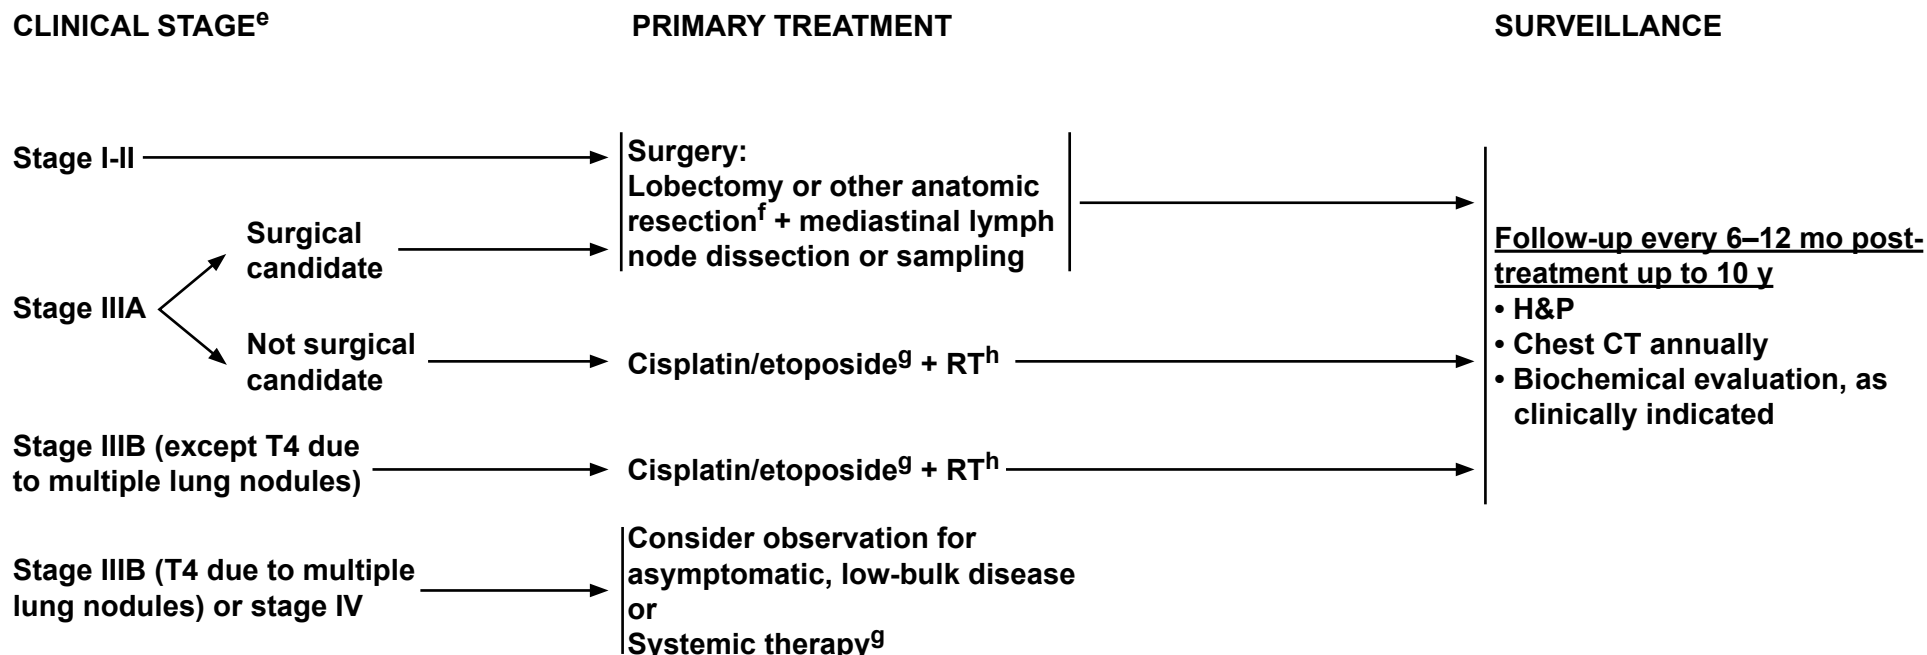 CLINICAL STAGEe
PRIMARY TREATMENT
SURVEILLANCE
Stage I-II
Surgery:
Lobectomy or other anatomic
resectionf + mediastinal lymph
node dissection or sampling
Stage IIIA
Surgical
candidate
Not surgical
candidate
Cisplatin/etoposideg + RTh
Stage IIIB (except T4 due
to multiple lung nodules)
Cisplatin/etoposideg + RTh
Follow-up every 6–12 mo post-
treatment up to 10 y
• H&P
• Chest CT annually
• Biochemical evaluation, as
clinically indicated
Stage IIIB (T4 due to multiple
lung nodules) or stage IV
Consider observation for
asymptomatic, low-bulk disease
or
Systemic therapyg